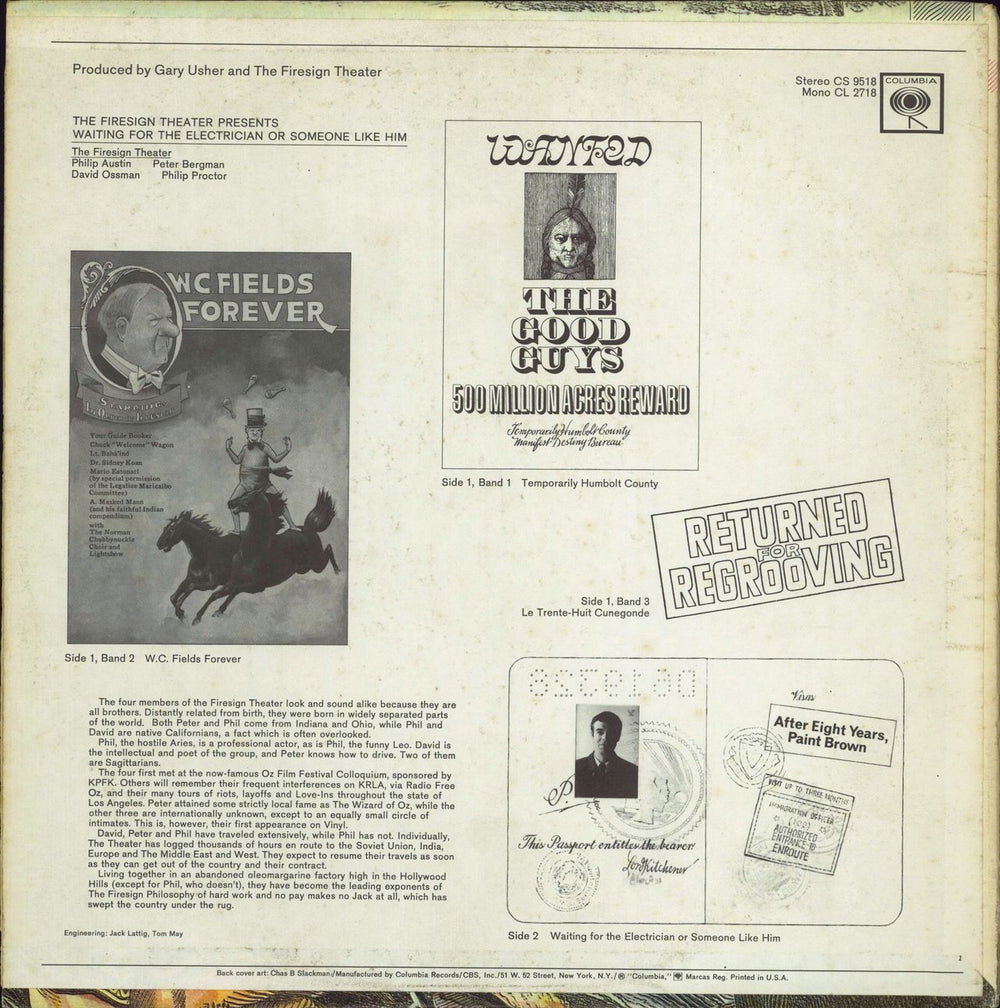 Produced by Gary Usher and The Firesign Theater
Stereo CS 9518
Mono CL 2718
COLUMBIA
THE FIRESIGN THEATER PRESENTS
WAITING FOR THE ELECTRICIAN OR SOMEONE LIKE HIM
The Firesign Theater
Philip Austin Peter Bergman
David Ossman Philip Proctor
WANTED
THE
GOOD
GUYS
500 MILLION ACRES REWARD
Temporarily Humbolt County
Manifest Destiny Bureau
Side 1, Band 1 Temporarily Humbolt County
WC FIELDS
FOREVER
STARRING
Your Guide Booker
Chuck "Welcome" Wagon
Lt. Baha'ind
Dr. Sidney Koan
Mario Estonatl
(by special permission
of the Legalise Maricaibo
Committee)
A. Masked Mann
(and his faithful Indian
compendium)
with
The Norman
Chubbynuckle
Choir and
Lightshow
Side 1, Band 2 W.C. Fields Forever
RETURNED
FOR
REGROOVING
Side 1, Band 3
Le Trente-Huit Cunegonde
The four members of the Firesign Theater look and sound alike because they are
all brothers. Distantly related from birth, they were born in widely separated parts
of the world. Both Peter and Phil come from Indiana and Ohio, while Phil and
David are native Californians, a fact which is often overlooked.
Phil, the hostile Aries, is a professional actor, as is Phil, the funny Leo. David is
the intellectual and poet of the group, and Peter knows how to drive. Two of them
are Sagittarians.
The four first met at the now-famous Oz Film Festival Colloquium, sponsored by
KPFK. Others will remember their frequent interferences on KRLA, via Radio Free
Oz, and their many tours of riots, layoffs and Love-Ins throughout the state of
Los Angeles. Peter attained some strictly local fame as The Wizard of Oz, while the
other three are internationally unknown, except to an equally small circle of
intimates. This is, however, their first appearance on Vinyl.
David, Peter and Phil have traveled extensively, while Phil has not. Individually,
The Theater has logged thousands of hours en route to the Soviet Union, India,
Europe and The Middle East and West. They expect to resume their travels as soon
as they can get out of the country and their contract.
Living together in an abandoned oleomargarine factory high in the Hollywood
Hills (except for Phil, who doesn't), they have become the leading exponents of
The Firesign Philosophy of hard work and no pay makes no Jack at all, which has
swept the country under the rug.
Visas
After Eight Years,
Paint Brown
VISIT UP TO THREE MONTHS
IMMIGRATION OFFICER
AUTHORIZED
ENTRANCE
ENROUTE
This Passport entitles the bearer
Lord Kitchener
Side 2 Waiting for the Electrician or Someone Like Him
Engineering: Jack Lattig, Tom May
1
Back cover art: Chas B Slackman/Manufactured by Columbia Records/CBS, Inc./51 W. 52 Street, New York, N.Y./® "Columbia," Marcas Reg. Printed in U.S.A.